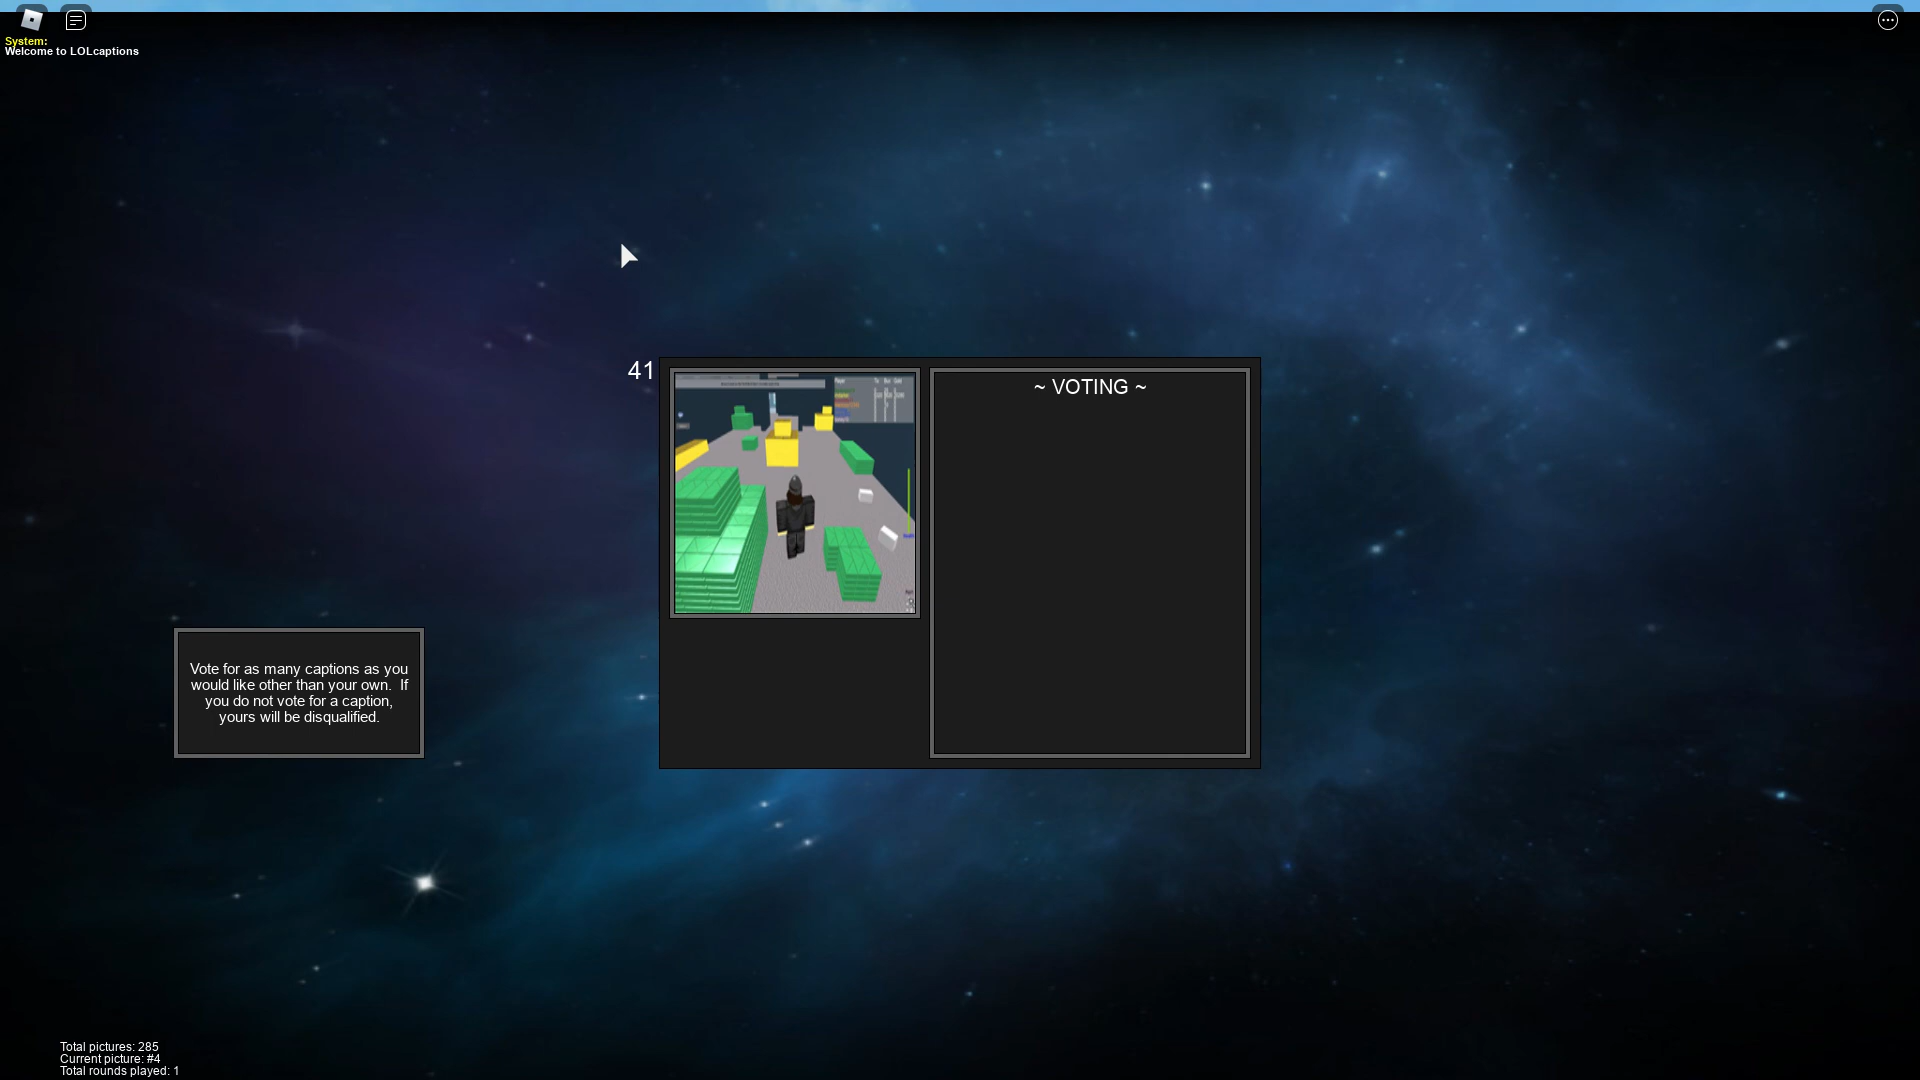 System:
Welcome to LOLcaptions
41
~ VOTING ~
Vote for as many captions as you
would like other than your own.  If
you do not vote for a caption,
yours will be disqualified.
Total pictures: 285
Current picture: #4
Total rounds played: 1